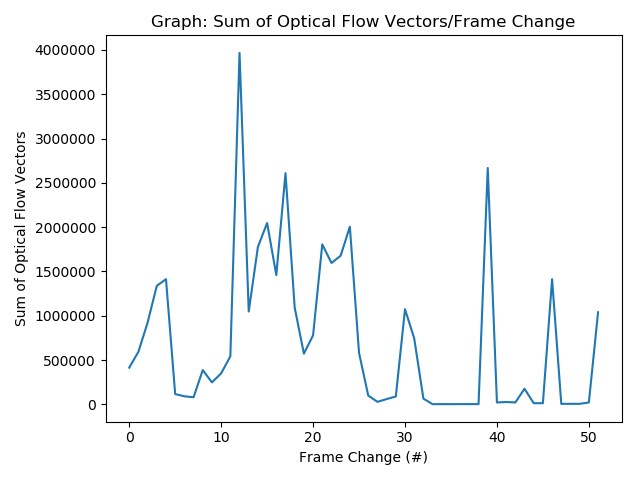 Graph: Sum of Optical Flow Vectors/Frame Change
4000000
3500000
3000000
2500000
2000000
1500000
1000000
500000
0
Sum of Optical Flow Vectors
0 10 20 30 40 50
Frame Change (#)